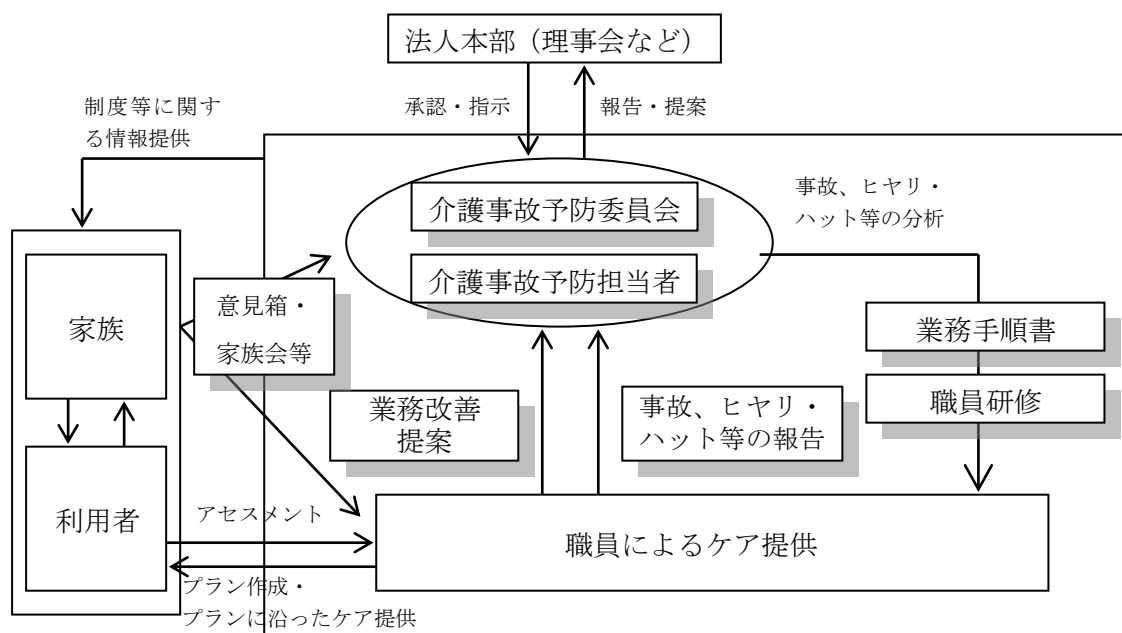 法人本部（理事会など）
制度等に関す
る情報提供
承認・指示
報告・提案
介護事故予防委員会
介護事故予防担当者
事故、ヒヤリ・
ハット等の分析
家族
意見箱・
家族会等
業務手順書
職員研修
業務改善
提案
事故、ヒヤリ・
ハット等の報告
利用者
アセスメント
職員によるケア提供
プラン作成・
プランに沿ったケア提供